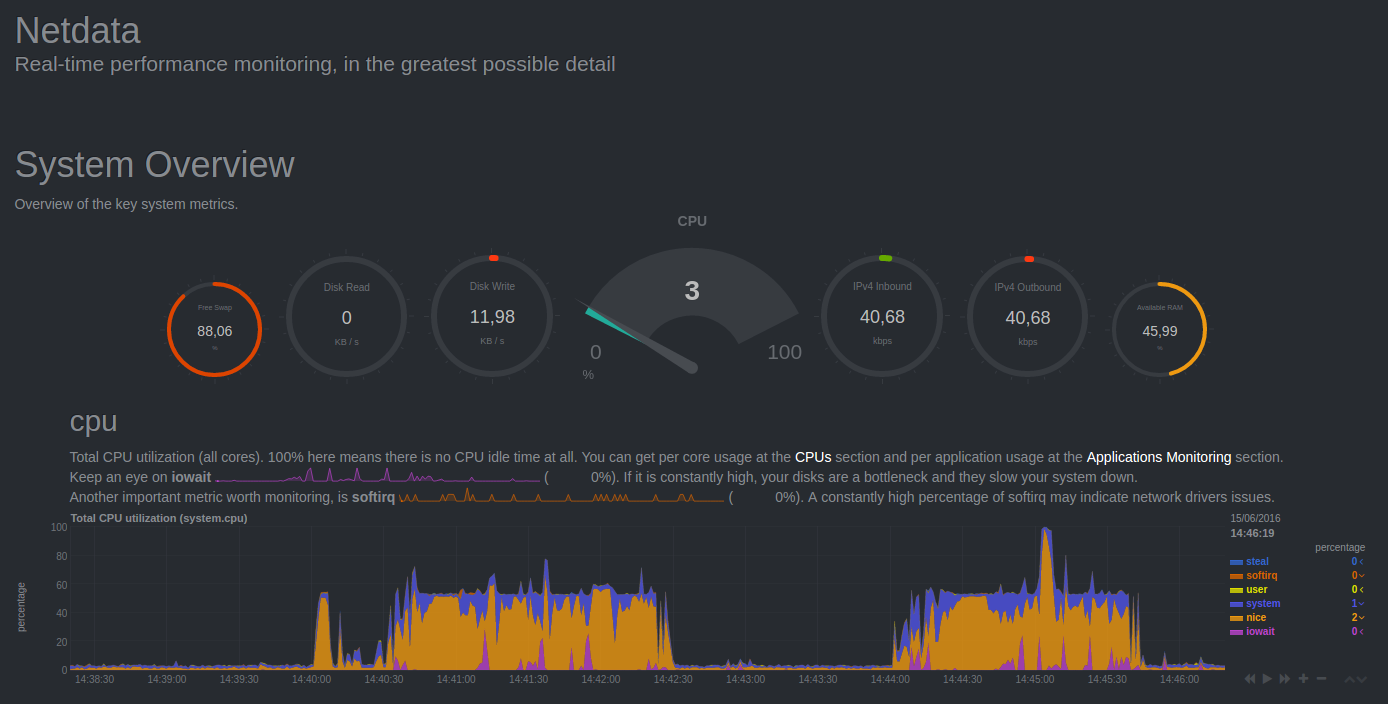 Netdata
Real-time performance monitoring, in the greatest possible detail
System Overview
Overview of the key system metrics.
CPU
Free Swap
88,06
%
Disk Read
0
KB / s
Disk Write
11,98
KB / s
3
0
100
%
IPv4 Inbound
40,68
kbps
IPv4 Outbound
40,68
kbps
Available RAM
45,99
%
cpu
Total CPU utilization (all cores). 100% here means there is no CPU idle time at all. You can get per core usage at the CPUs section and per application usage at the Applications Monitoring section.
Keep an eye on iowait ( 0%). If it is constantly high, your disks are a bottleneck and they slow your system down.
Another important metric worth monitoring, is softirq ( 0%). A constantly high percentage of softirq may indicate network drivers issues.
Total CPU utilization (system.cpu)
15/06/2016
14:46:19
percentage
steal 0
softirq 0
user 0
system 1
nice 2
iowait 0
percentage
100
80
60
40
20
0
14:38:30 14:39:00 14:39:30 14:40:00 14:40:30 14:41:00 14:41:30 14:42:00 14:42:30 14:43:00 14:43:30 14:44:00 14:44:30 14:45:00 14:45:30 14:46:00